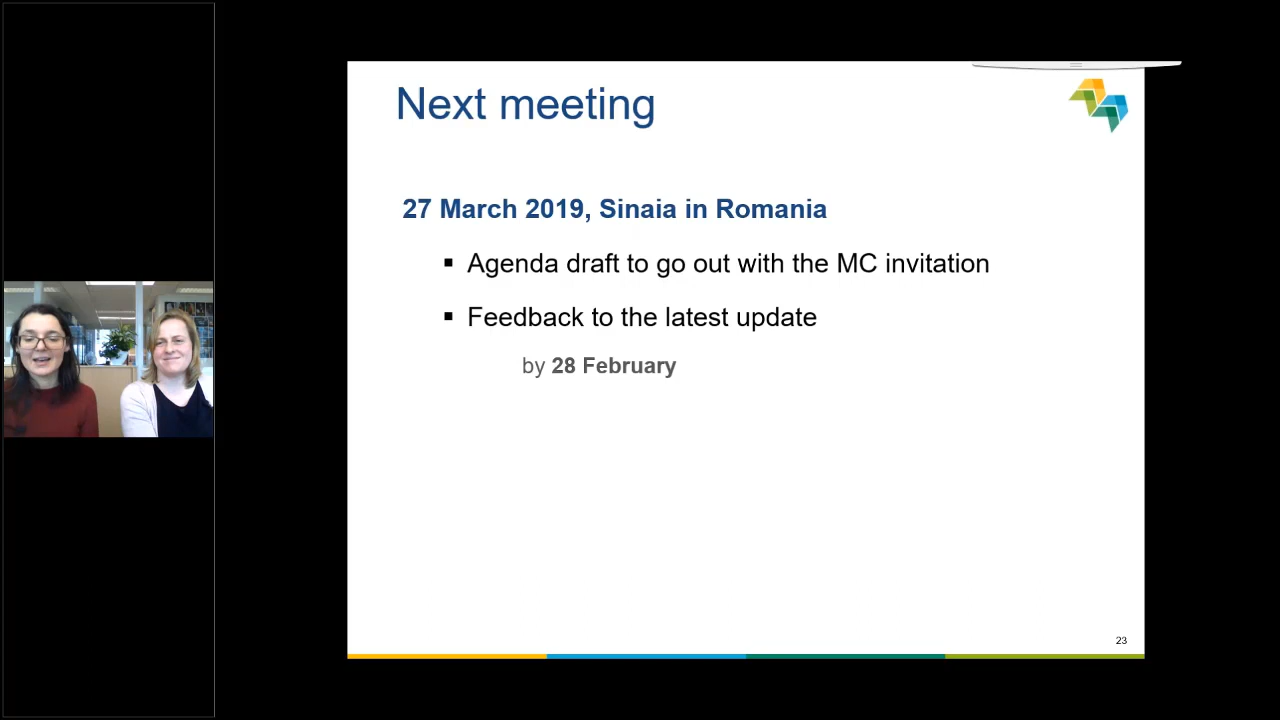 Next meeting
27 March 2019, Sinaia in Romania
▪ Agenda draft to go out with the MC invitation
▪ Feedback to the latest update
by 28 February
23